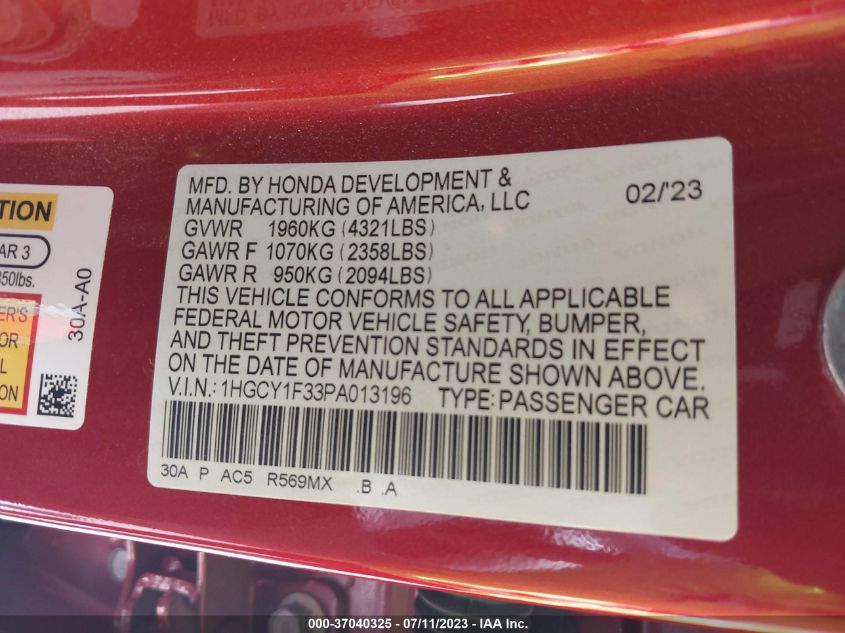 MFD. BY HONDA DEVELOPMENT & 02/'23
MANUFACTURING OF AMERICA, LLC
GVWR 1960KG (4321LBS)
GAWR F 1070KG (2358LBS)
GAWR R 950KG (2094LBS)
THIS VEHICLE CONFORMS TO ALL APPLICABLE
FEDERAL MOTOR VEHICLE SAFETY, BUMPER,
AND THEFT PREVENTION STANDARDS IN EFFECT
ON THE DATE OF MANUFACTURE SHOWN ABOVE.
V.I.N.: 1HGCY1F33PA013196 TYPE: PASSENGER CAR
30A P AC5 R569MX .B .A
AR 3
lbs.
30A-A0
000-37040325 / 07/11/2023 / IAA Inc.